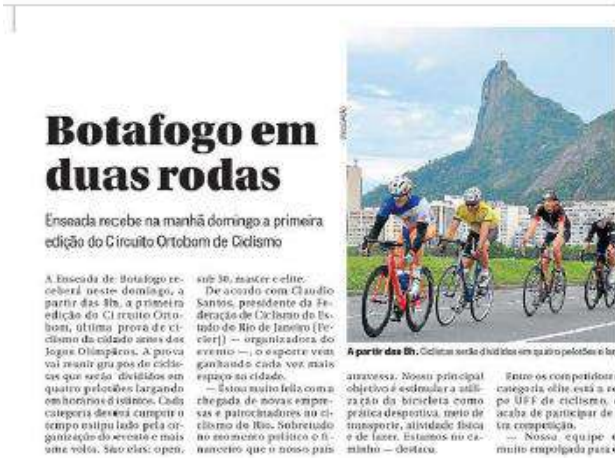 Botafogo em
duas rodas
Enseada recebe na manhã domingo a primeira
edição do Circuito Ortobom de Ciclismo
A Enseada de Botafogo re-
ceberá neste domingo, a
partir das 8h, a primeira
edição do Circuito Orto-
bom, última prova de ci-
clismo da cidade antes dos
Jogos Olímpicos. A prova
vai reunir grupos de ciclis-
tas que serão divididos em
quatro pelotões largando
em horários distintos. Cada
categoria deverá cumprir o
tempo estipulado pela or-
ganização do evento e mais
uma volta. São elas: open,
sub 30, master e elite.
De acordo com Claudio
Santos, presidente da Fe-
deração de Ciclismo do Es-
tado do Rio de Janeiro (Fe-
cierj) — organizadora do
evento —, o esporte vem
ganhando cada vez mais
espaço na cidade.
— Estou muito feliz com a
chegada de novas empre-
sas e patrocinadores no ci-
clismo do Rio. Sobretudo
no momento político e fi-
nanceiro que o nosso país
DIVULGAÇÃO
A partir das 8h. Ciclistas serão divididos em quatro pelotões e lar
atravessa. Nosso principal
objetivo é estimular a utili-
zação da bicicleta como
prática desportiva, meio de
transporte, atividade física
e de lazer. Estamos no ca-
minho — destaca.
Entre os competidores
categoria elite está a
pe UFF de ciclismo,
acaba de participar de
tra competição.
— Nossa equipe
muito empolgada para